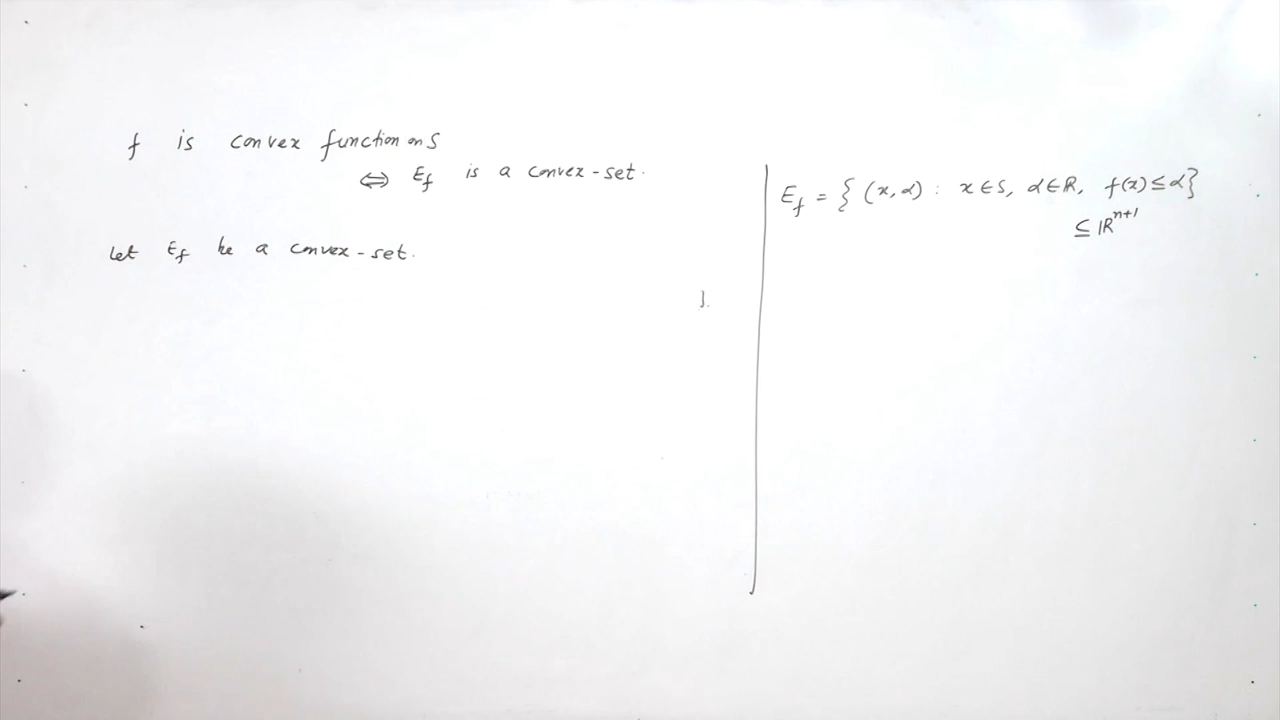 f is convex function on S
⇔ E_f is a convex-set.
Let E_f be a convex-set.
}.
E_f = { (x, α) : x ∈ S, α ∈ R, f(x) ≤ α}
⊆ ℝ^{n+1}